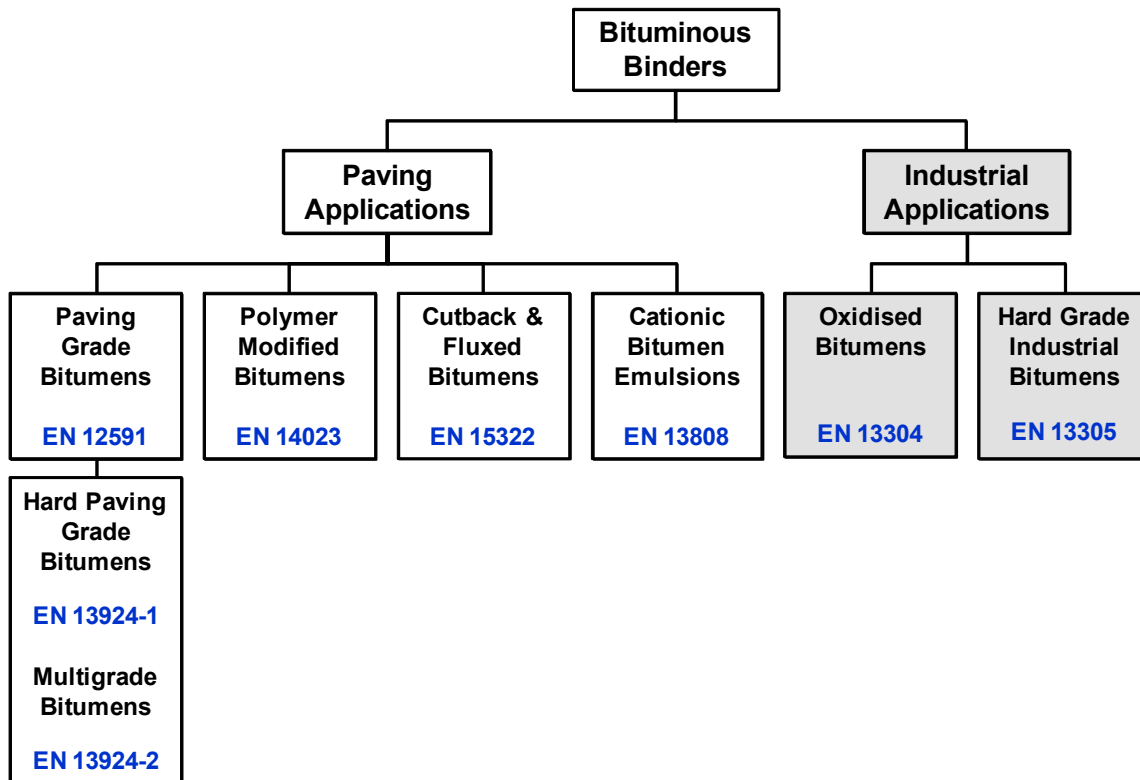 Bituminous
Binders
Paving
Applications
Industrial
Applications
Paving
Grade
Bitumens
EN 12591
Polymer
Modified
Bitumens
EN 14023
Cutback &
Fluxed
Bitumens
EN 15322
Cationic
Bitumen
Emulsions
EN 13808
Oxidised
Bitumens
EN 13304
Hard Grade
Industrial
Bitumens
EN 13305
Hard Paving
Grade
Bitumens
EN 13924-1
Multigrade
Bitumens
EN 13924-2